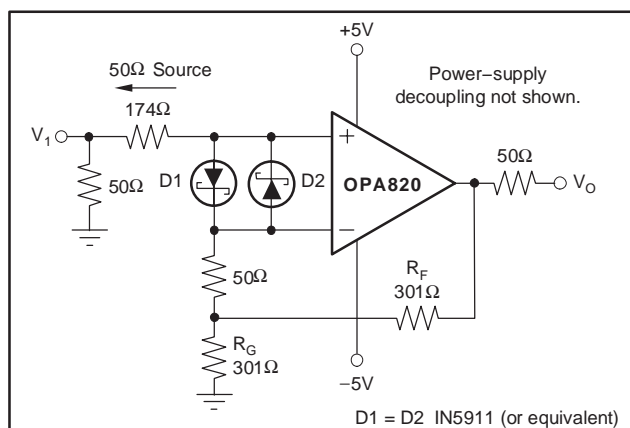 +5V
50Ω Source
Power–supply
decoupling not shown.
174Ω
V1
50Ω
D1
D2
+
OPA820
−
50Ω
VO
50Ω
RF
301Ω
RG
301Ω
−5V
D1 = D2 IN5911 (or equivalent)